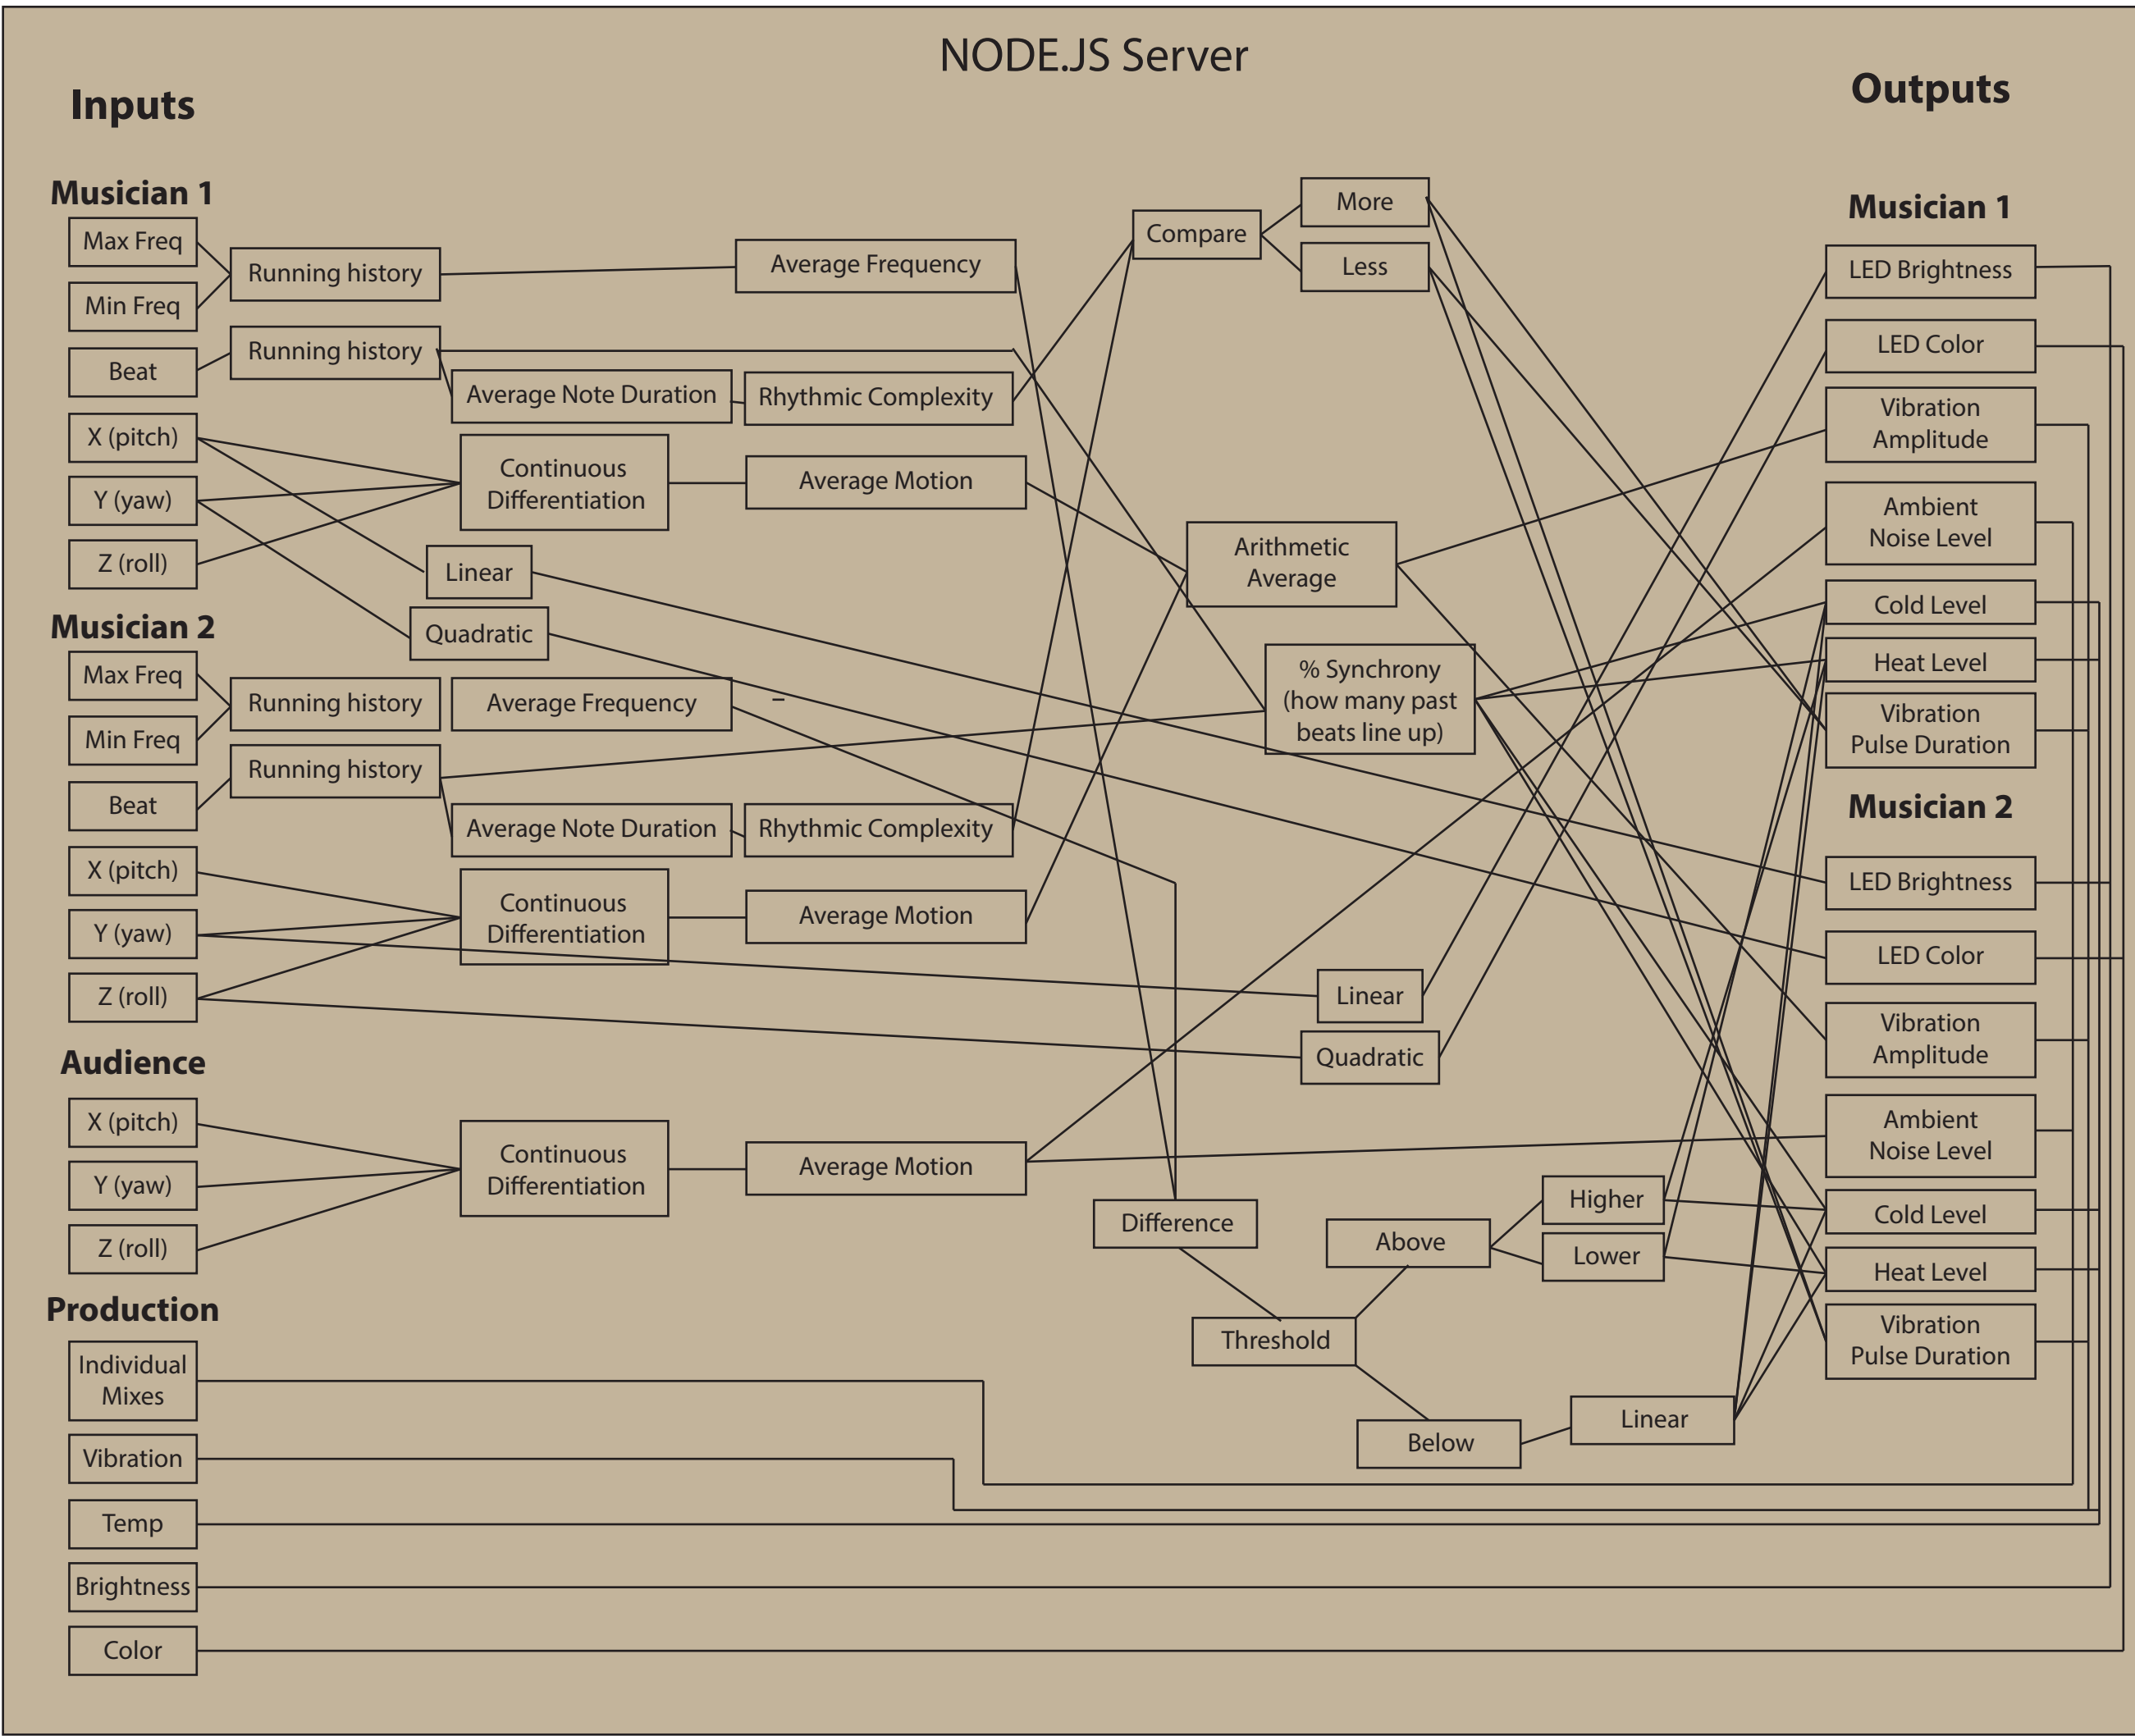 NODE.JS Server
Inputs
Outputs
Musician 1
Max Freq
Min Freq
Beat
X (pitch)
Y (yaw)
Z (roll)
Running history
Running history
Average Frequency
Average Note Duration
Rhythmic Complexity
Continuous
Differentiation
Average Motion
Linear
Quadratic
Musician 2
Max Freq
Min Freq
Beat
X (pitch)
Y (yaw)
Z (roll)
Running history
Average Frequency
–
Running history
Average Note Duration
Rhythmic Complexity
Continuous
Differentiation
Average Motion
Audience
X (pitch)
Y (yaw)
Z (roll)
Continuous
Differentiation
Average Motion
Production
Individual
Mixes
Vibration
Temp
Brightness
Color
Compare
More
Less
Arithmetic
Average
% Synchrony
(how many past
beats line up)
Linear
Quadratic
Difference
Threshold
Above
Higher
Lower
Below
Linear
Musician 1
LED Brightness
LED Color
Vibration
Amplitude
Ambient
Noise Level
Cold Level
Heat Level
Vibration
Pulse Duration
Musician 2
LED Brightness
LED Color
Vibration
Amplitude
Ambient
Noise Level
Cold Level
Heat Level
Vibration
Pulse Duration